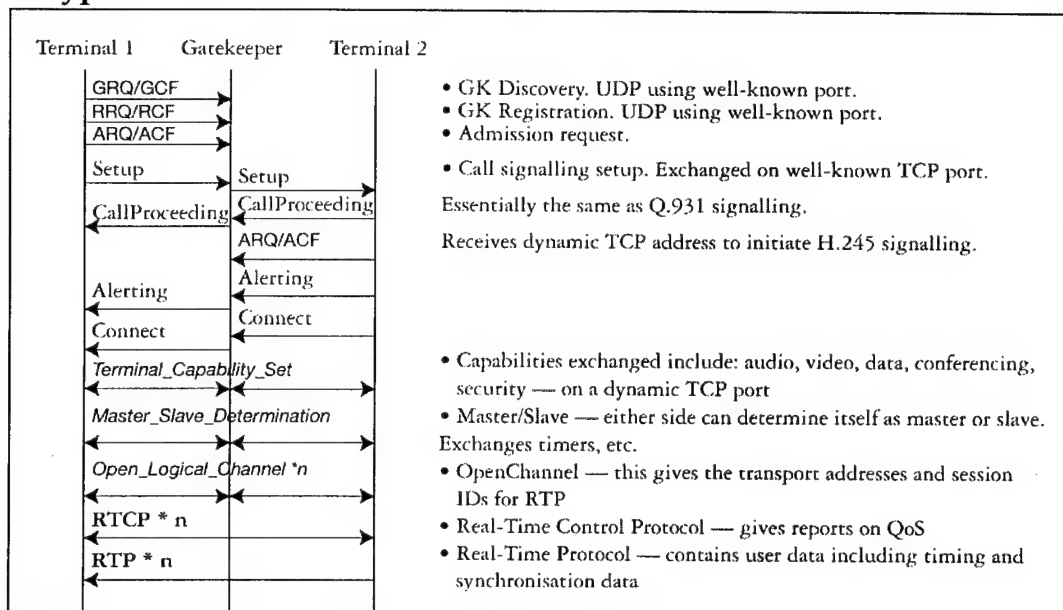 Terminal 1 Gatekeeper Terminal 2
GRQ/GCF
• GK Discovery. UDP using well-known port.
RRQ/RCF
• GK Registration. UDP using well-known port.
ARQ/ACF
• Admission request.
Setup
Setup
• Call signalling setup. Exchanged on well-known TCP port.
CallProceeding
CallProceeding
Essentially the same as Q.931 signalling.
ARQ/ACF
Receives dynamic TCP address to initiate H.245 signalling.
Alerting
Alerting
Connect
Connect
Terminal_Capability_Set
• Capabilities exchanged include: audio, video, data, conferencing,
security — on a dynamic TCP port
Master_Slave_Determination
• Master/Slave — either side can determine itself as master or slave.
Exchanges timers, etc.
Open_Logical_Channel *n
• OpenChannel — this gives the transport addresses and session
IDs for RTP
RTCP * n
• Real-Time Control Protocol — gives reports on QoS
RTP * n
• Real-Time Protocol — contains user data including timing and
synchronisation data